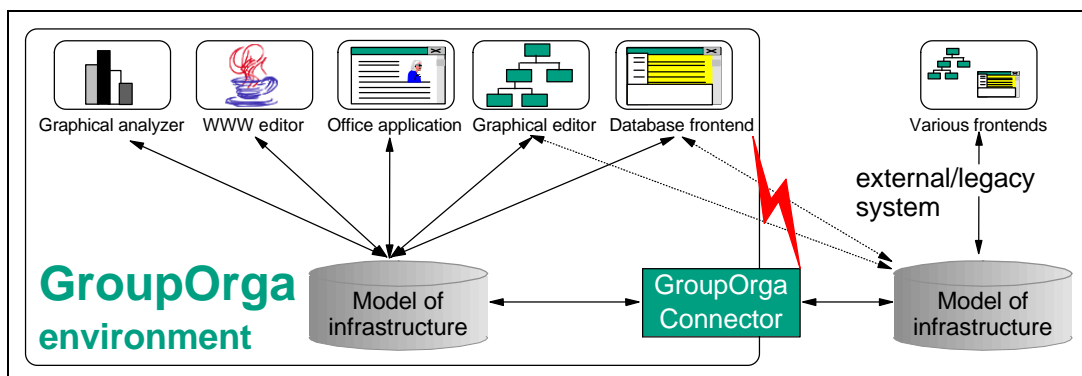 Graphical analyzer
WWW editor
Office application
Graphical editor
Database frontend
Various frontends
external/legacy
system
GroupOrga
environment
Model of
infrastructure
GroupOrga
Connector
Model of
infrastructure